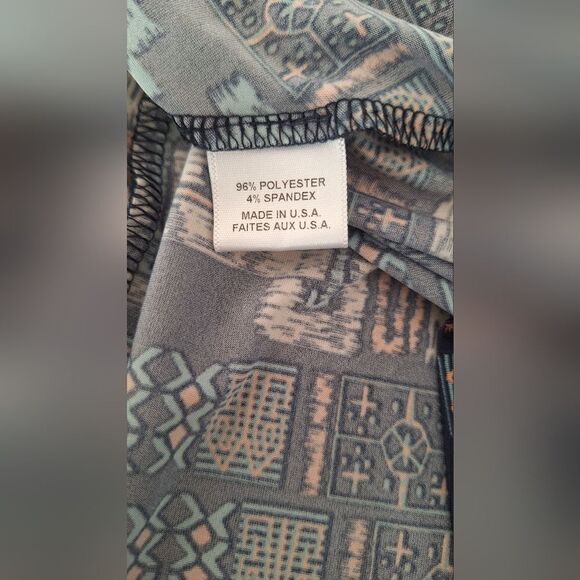 96% POLYESTER
4% SPANDEX
MADE IN U.S.A.
FAITES AUX U.S.A.